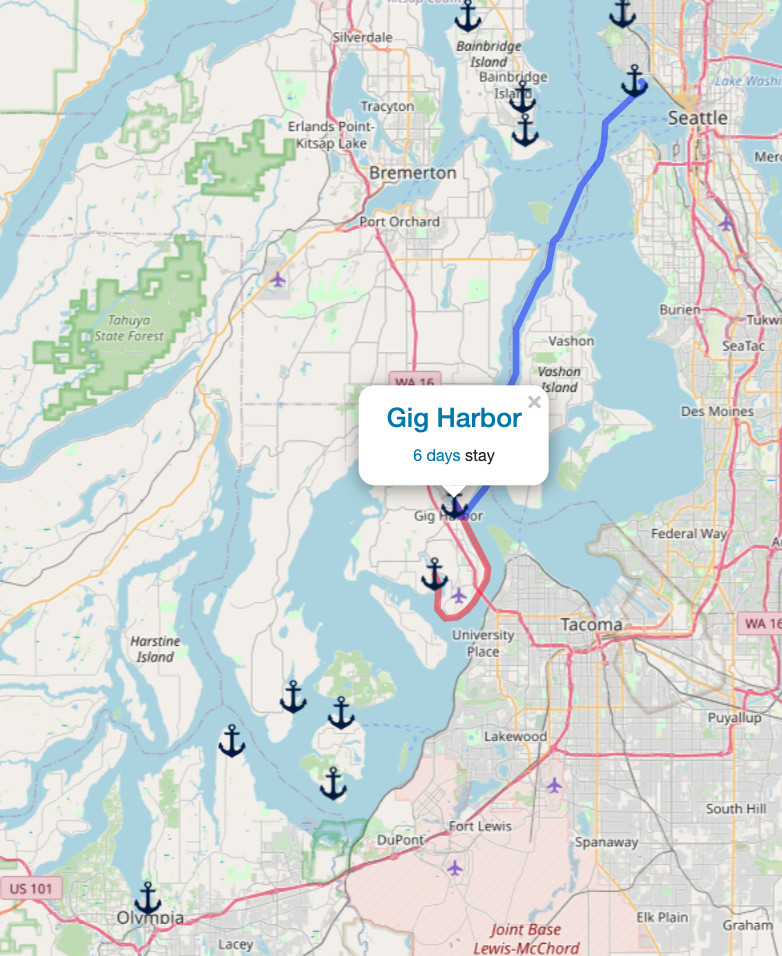 Kitsap County
Silverdale
Bainbridge
Island
Bainbridge
Island
Lake Washi
Tracyton
Seattle
Erlands Point-
Kitsap Lake
Merc
Bremerton
Port Orchard
Burien
Tukwi
Tahuya
State Forest
Vashon
SeaTac
Vashon
Island
WA 16
Des Moines
Gig Harbor
×
6 days stay
Gig Harbor
Federal Way
A
Tacoma
WA 16
University
Place
Harstine
Island
Puyallup
Lakewood
South Hill
Fort Lewis
DuPont
Spanaway
US 101
Olympia
Elk Plain
Graham
Joint Base
Lewis-McChord
Lacey